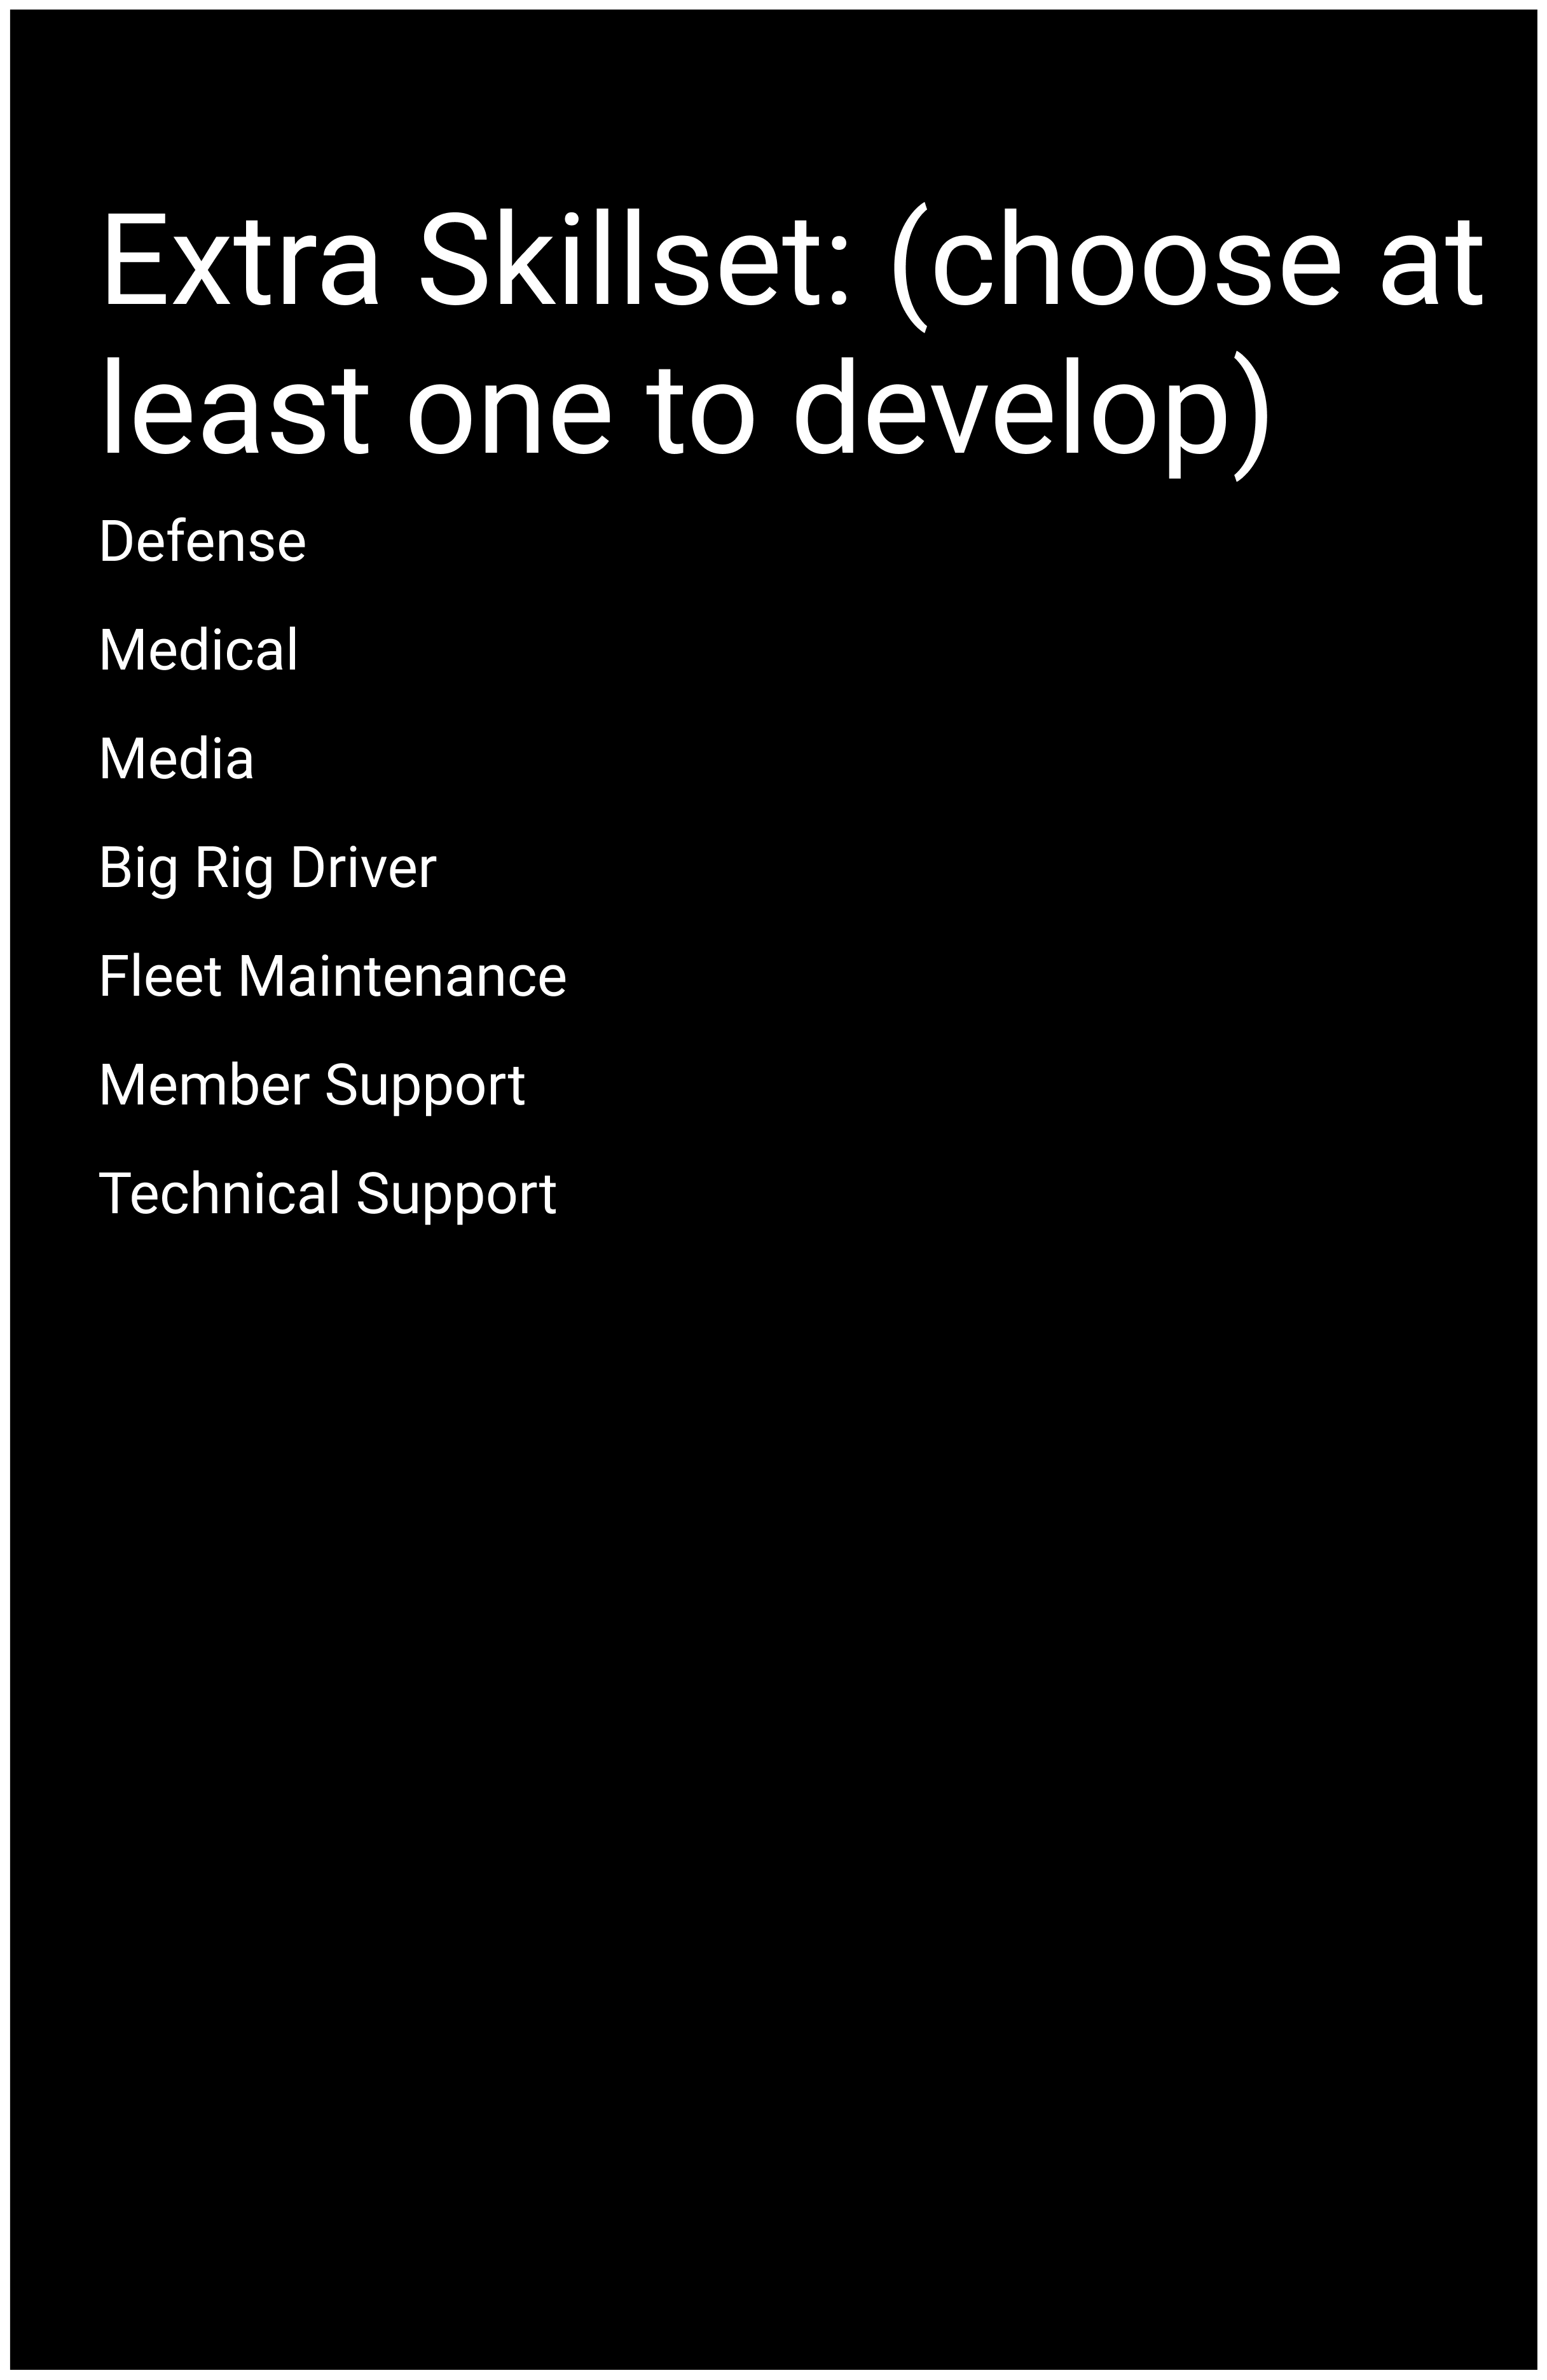 Extra Skillset: (choose at
least one to develop)
Defense
Medical
Media
Big Rig Driver
Fleet Maintenance
Member Support
Technical Support